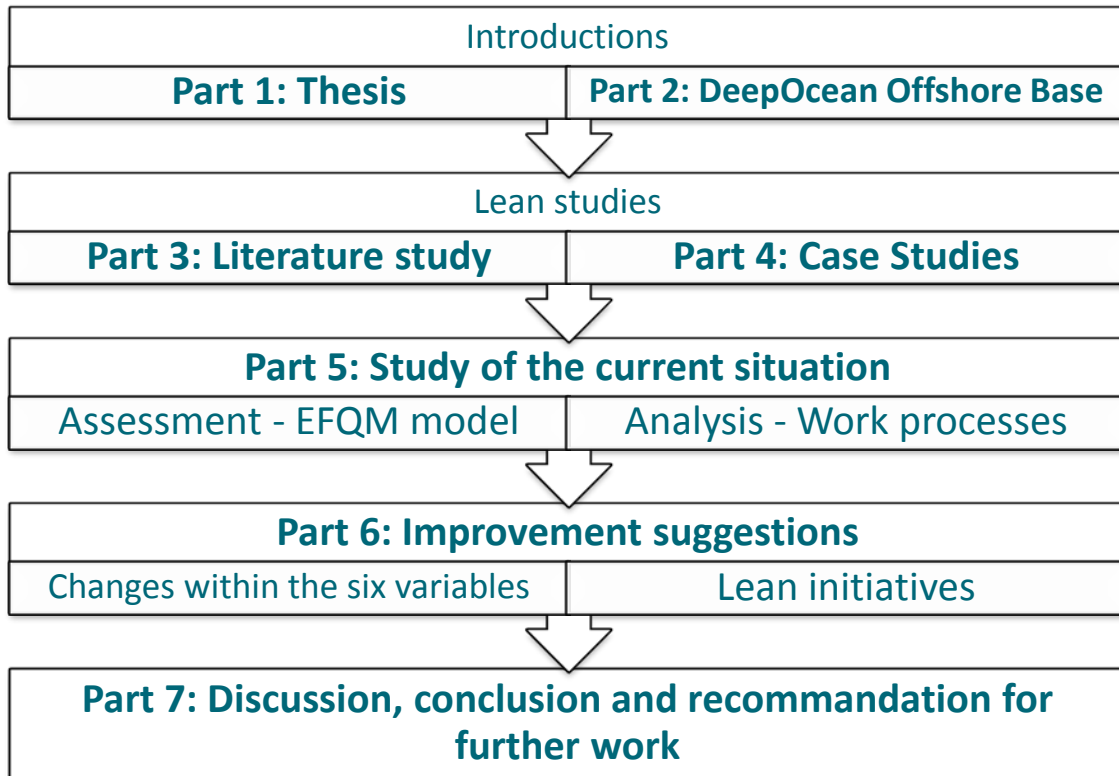 Introductions
Part 1: Thesis
Part 2: DeepOcean Offshore Base
Lean studies
Part 3: Literature study
Part 4: Case Studies
Part 5: Study of the current situation
Assessment - EFQM model
Analysis - Work processes
Part 6: Improvement suggestions
Changes within the six variables
Lean initiatives
Part 7: Discussion, conclusion and recommandation for
further work